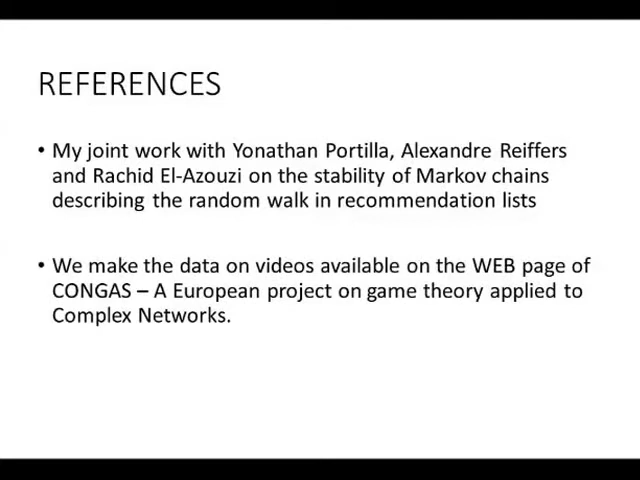 REFERENCES
• My joint work with Yonathan Portilla, Alexandre Reiffers
and Rachid El-Azouzi on the stability of Markov chains
describing the random walk in recommendation lists
• We make the data on videos available on the WEB page of
CONGAS – A European project on game theory applied to
Complex Networks.